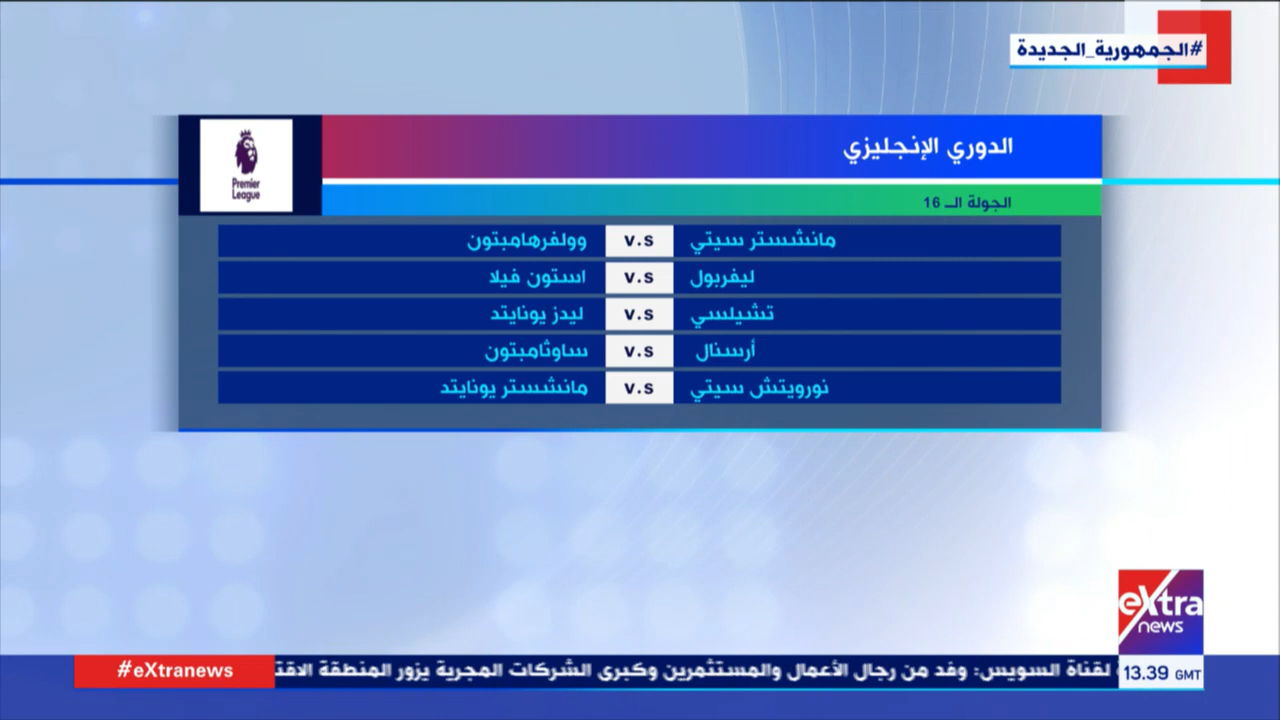 #الجمهورية_الجديدة
الدوري الإنجليزي
Premier
League
الجولة الــ 16
مانشستر سيتي v.s وولفرهامبتون
ليفربول v.s استون فيلا
تشيلسي v.s ليدز يونايتد
أرسنال v.s ساوثامبتون
نورويتش سيتي v.s مانشستر يونايتد
eXtra
news
#eXtranews
لقناة السويس: وفد من رجال الأعمال والمستثمرين وكبرى الشركات المجرية يزور المنطقة
13.39 GMT